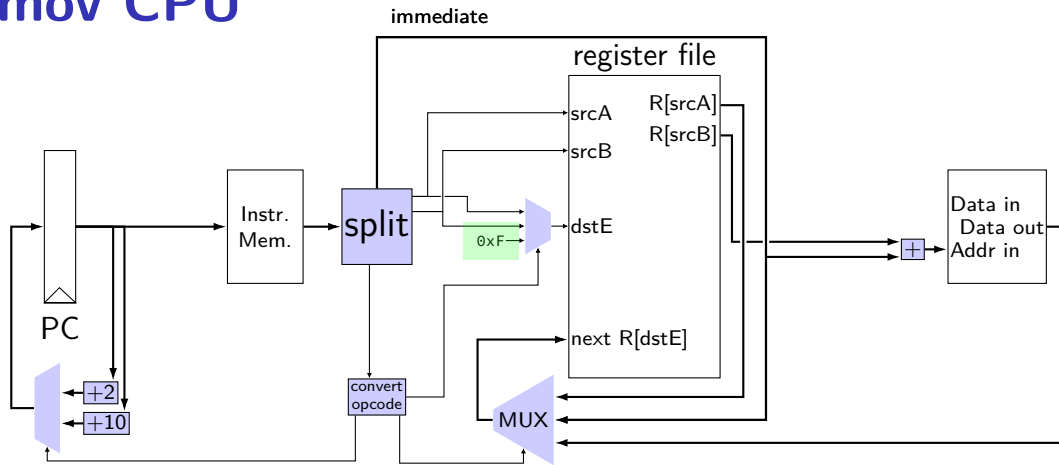 mov CPU
immediate
register file
srcA
R[srcA]
R[srcB]
srcB
Instr.
Mem.
split
0xF
dstE
Data in
Data out
Addr in
+
PC
next R[dstE]
convert
opcode
+2
+10
MUX